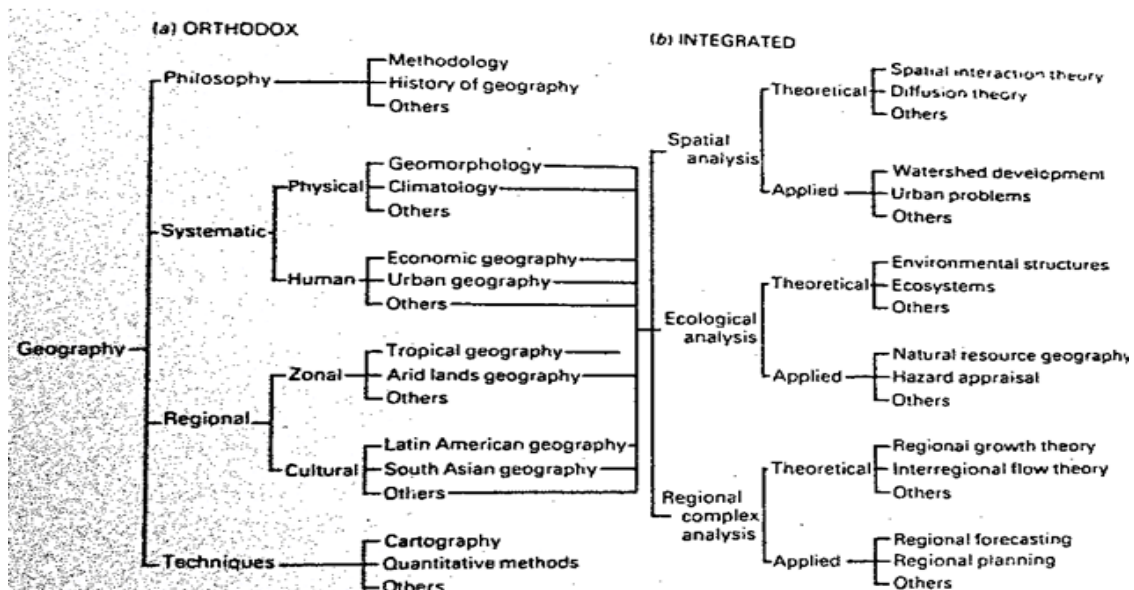 (a) ORTHODOX
Philosophy
Methodology
History of geography
Others
Systematic
Physical
Geomorphology
Climatology
Others
Human
Economic geography
Urban geography
Others
Geography
Regional
Zonal
Tropical geography
Arid lands geography
Others
Cultural
Latin American geography
South Asian geography
Others
Techniques
Cartography
Quantitative methods
Others
(b) INTEGRATED
Spatial
analysis
Theoretical
Spatial interaction theory
Diffusion theory
Others
Applied
Watershed development
Urban problems
Others
Ecological
analysis
Theoretical
Environmental structures
Ecosystems
Others
Applied
Natural resource geography
Hazard appraisal
Others
Regional
complex
analysis
Theoretical
Regional growth theory
Interregional flow theory
Others
Applied
Regional forecasting
Regional planning
Others